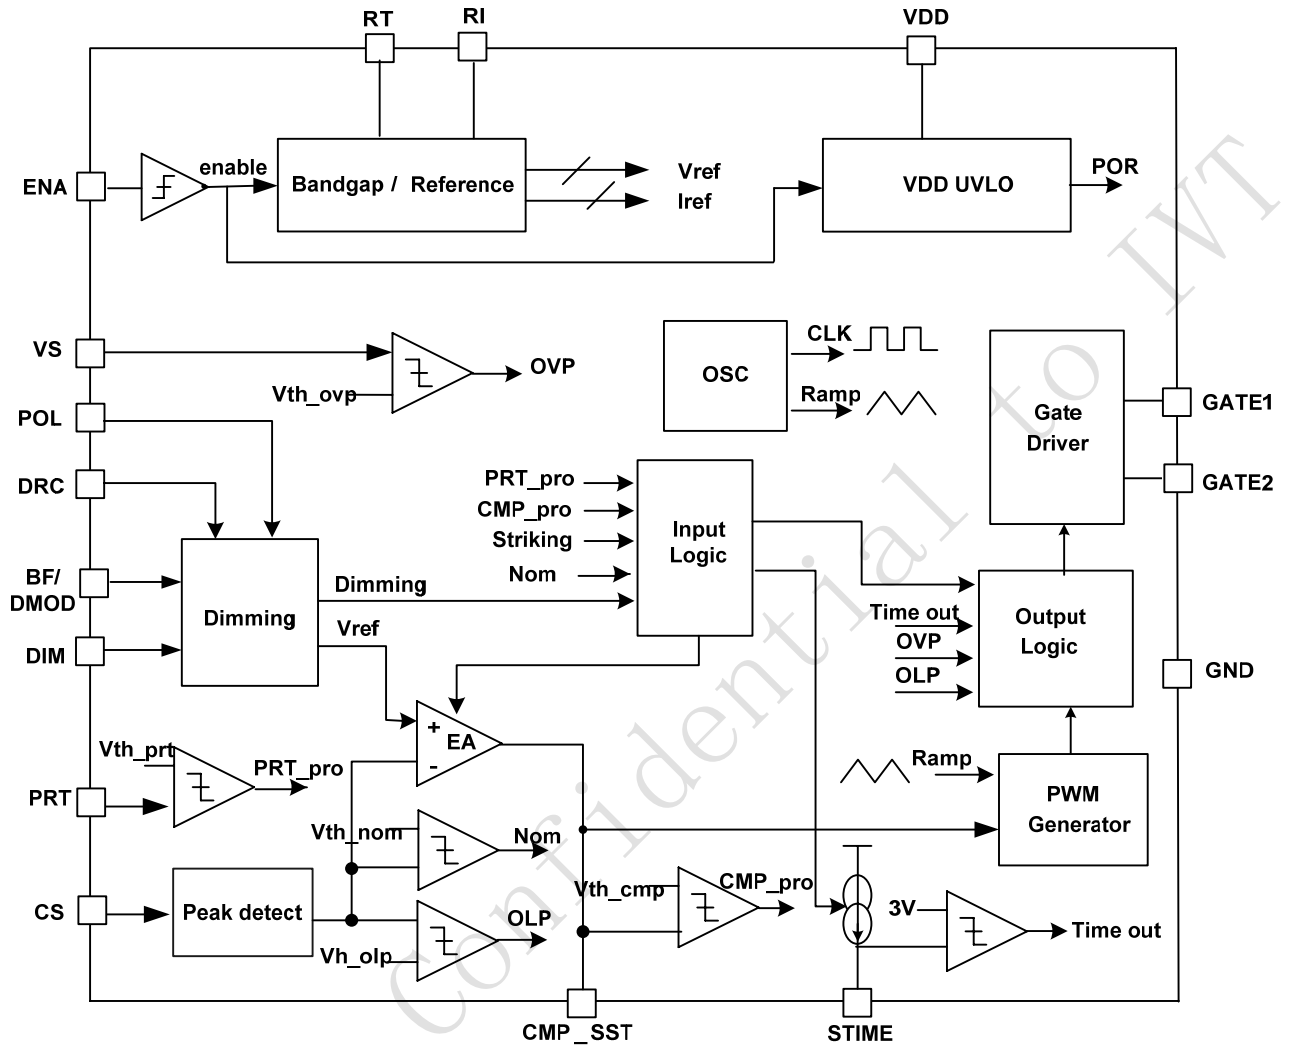 RT
RI
VDD
ENA
enable
Bandgap / Reference
Vref
Iref
VDD UVLO
POR
VS
Vth_ovp
OVP
OSC
CLK
Ramp
Gate
Driver
GATE1
GATE2
POL
DRC
BF/
DMOD
DIM
Dimming
Dimming
Vref
PRT_pro
CMP_pro
Striking
Nom
Input
Logic
Time out
OVP
OLP
Output
Logic
GND
+
EA
-
Vth_prt
PRT_pro
PRT
Ramp
PWM
Generator
Vth_nom
Nom
CS
Peak detect
OLP
Vh_olp
Vth_cmp
CMP_pro
3V
Time out
CMP_SST
STIME
Confidential to IVT